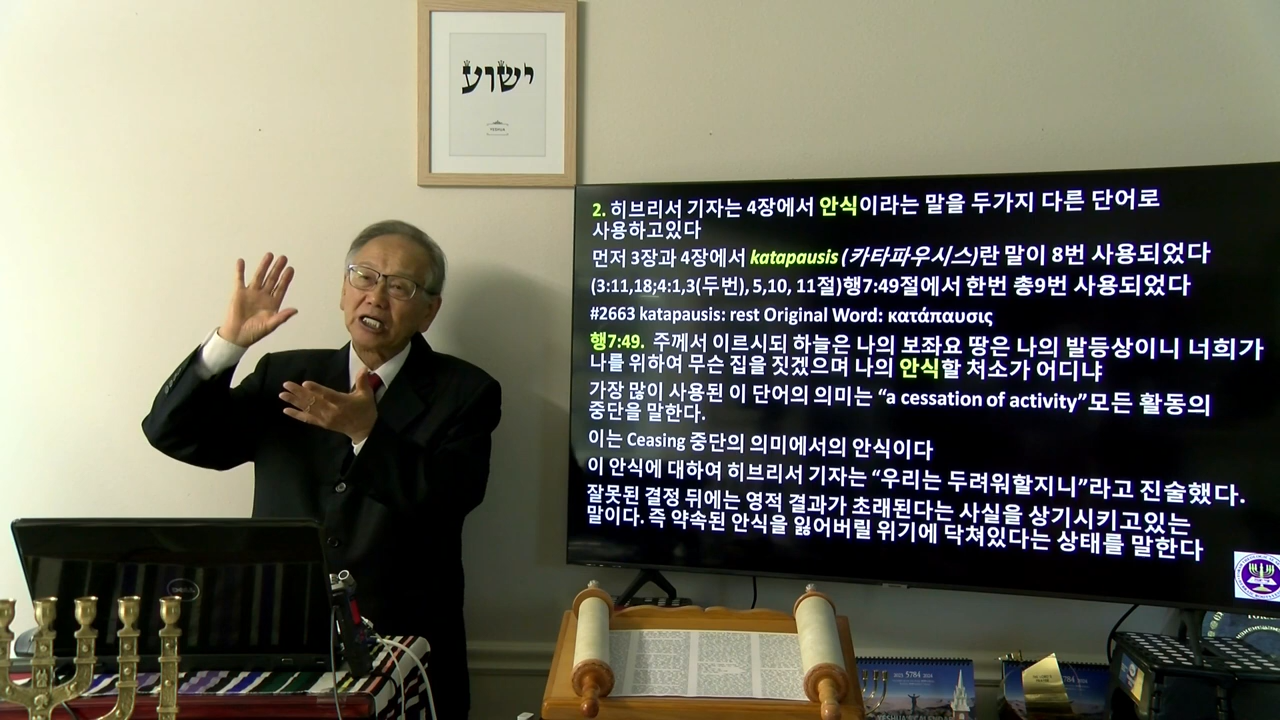 ישוע
YESHUA
2. 히브리서 기자는 4장에서 안식이라는 말을 두가지 다른 단어로
사용하고있다
먼저 3장과 4장에서 katapausis (카타파우시스)란 말이 8번 사용되었다
(3:11,18;4:1,3(두번), 5,10, 11절)행7:49절에서 한번 총9번 사용되었다
#2663 katapausis: rest Original Word: κατάπαυσις
행7:49. 주께서 이르시되 하늘은 나의 보좌요 땅은 나의 발등상이니 너희가
나를 위하여 무슨 집을 짓겠으며 나의 안식할 처소가 어디냐
가장 많이 사용된 이 단어의 의미는 “a cessation of activity”모든 활동의
중단을 말한다.
이는 Ceasing 중단의 의미에서의 안식이다
이 안식에 대하여 히브리서 기자는 “우리는 두려워할지니”라고 진술했다.
잘못된 결정 뒤에는 영적 결과가 초래된다는 사실을 상기시키고있는
말이다. 즉 약속된 안식을 잃어버릴 위기에 닥쳐있다는 상태를 말한다
DELL
2023 5784 2024